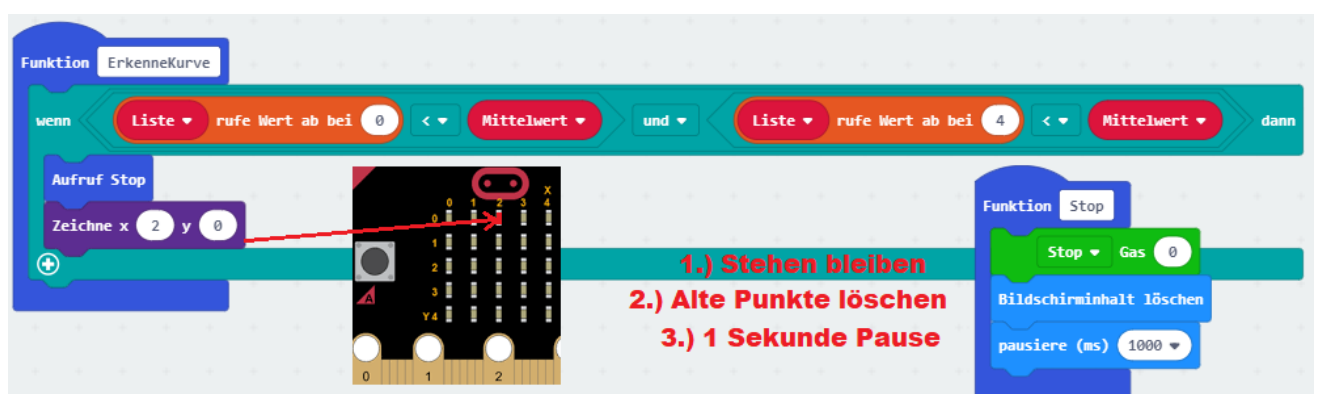 Funktion ErkenneKurve
wenn Liste rufe Wert ab bei 0 < Mittelwert und Liste rufe Wert ab bei 4 < Mittelwert dann
Aufruf Stop
Zeichne x 2 y 0
X
0 1 2 3 4
0
1
2
3
Y 4
A
0 1 2
1.) Stehen bleiben
2.) Alte Punkte löschen
3.) 1 Sekunde Pause
Funktion Stop
Stop Gas 0
Bildschirminhalt löschen
pausiere (ms) 1000